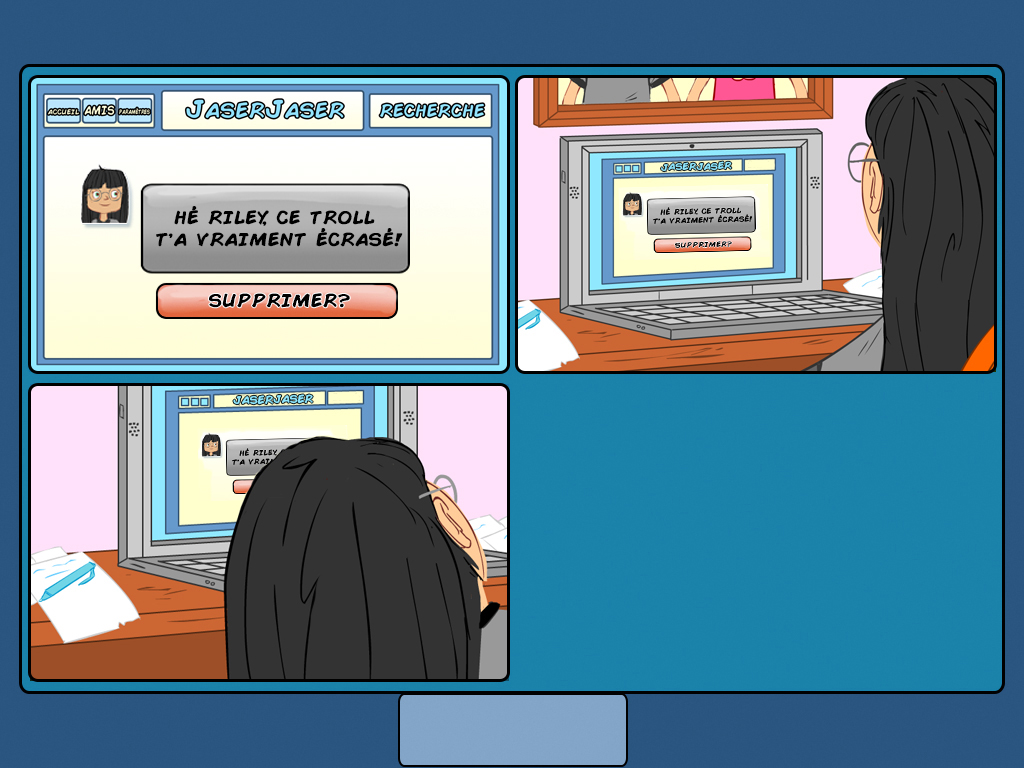 ACCUEIL AMIS PARAMÈTRES JASERJASER RECHERCHE
HÉ RILEY, CE TROLL
T'A VRAIMENT ÉCRASÉ!
SUPPRIMER?
JASERJASER
HÉ RILEY, CE TROLL
T'A VRAIMENT ÉCRASÉ!
SUPPRIMER?
JASERJASER
HÉ RILEY,
T'A VRAI